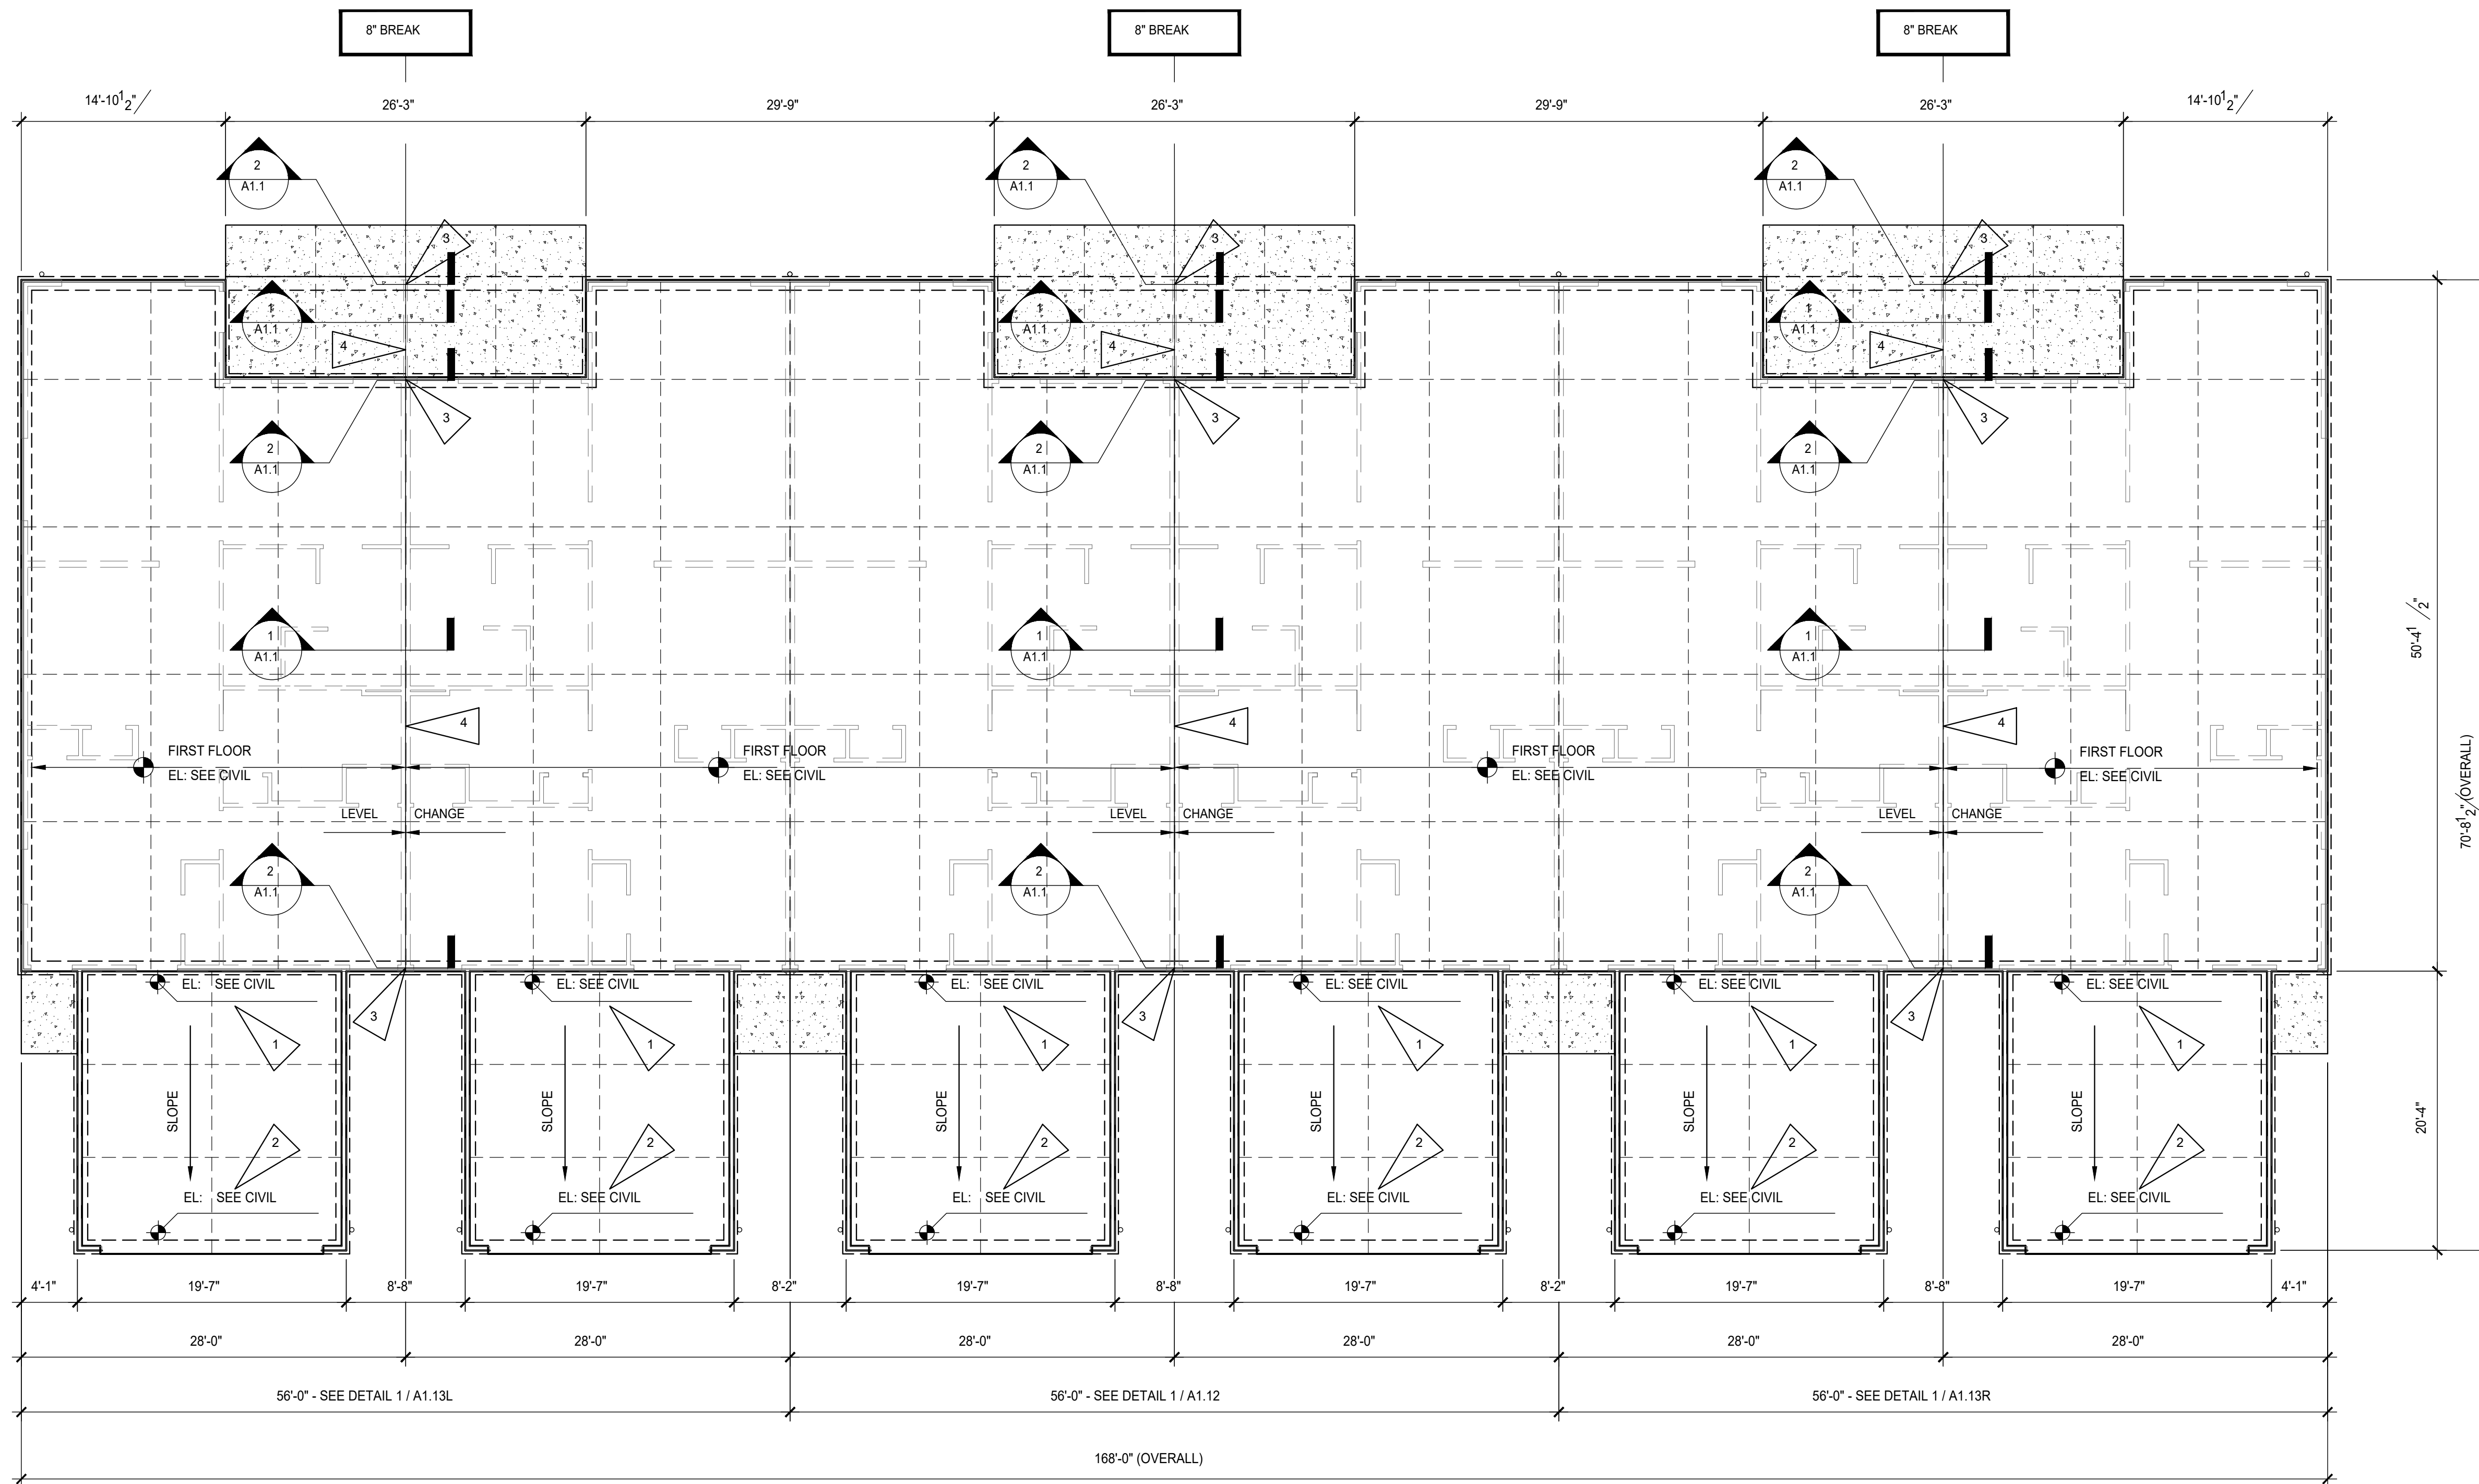 8" BREAK
8" BREAK
8" BREAK
14'-10 1/2"
26'-3"
29'-9"
26'-3"
29'-9"
26'-3"
14'-10 1/2"
2
A1.1
2
A1.1
2
A1.1
3
3
3
1
A1.1
1
A1.1
1
A1.1
4
4
4
3
3
3
2
A1.1
2
A1.1
2
A1.1
1
A1.1
1
A1.1
1
A1.1
50'-4 1/2"
4
4
4
FIRST FLOOR
EL: SEE CIVIL
FIRST FLOOR
EL: SEE CIVIL
FIRST FLOOR
EL: SEE CIVIL
FIRST FLOOR
EL: SEE CIVIL
70'-8 1/2" (OVERALL)
LEVEL CHANGE
LEVEL CHANGE
LEVEL CHANGE
2
A1.1
2
A1.1
2
A1.1
EL: SEE CIVIL
EL: SEE CIVIL
EL: SEE CIVIL
EL: SEE CIVIL
EL: SEE CIVIL
EL: SEE CIVIL
3
3
3
1
1
1
1
1
1
SLOPE
SLOPE
SLOPE
SLOPE
SLOPE
SLOPE
20'-4"
2
2
2
2
2
2
EL: SEE CIVIL
EL: SEE CIVIL
EL: SEE CIVIL
EL: SEE CIVIL
EL: SEE CIVIL
EL: SEE CIVIL
4'-1"
19'-7"
8'-8"
19'-7"
8'-2"
19'-7"
8'-8"
19'-7"
8'-2"
19'-7"
8'-8"
19'-7"
4'-1"
28'-0"
28'-0"
28'-0"
28'-0"
28'-0"
28'-0"
56'-0" - SEE DETAIL 1 / A1.13L
56'-0" - SEE DETAIL 1 / A1.12
56'-0" - SEE DETAIL 1 / A1.13R
168'-0" (OVERALL)